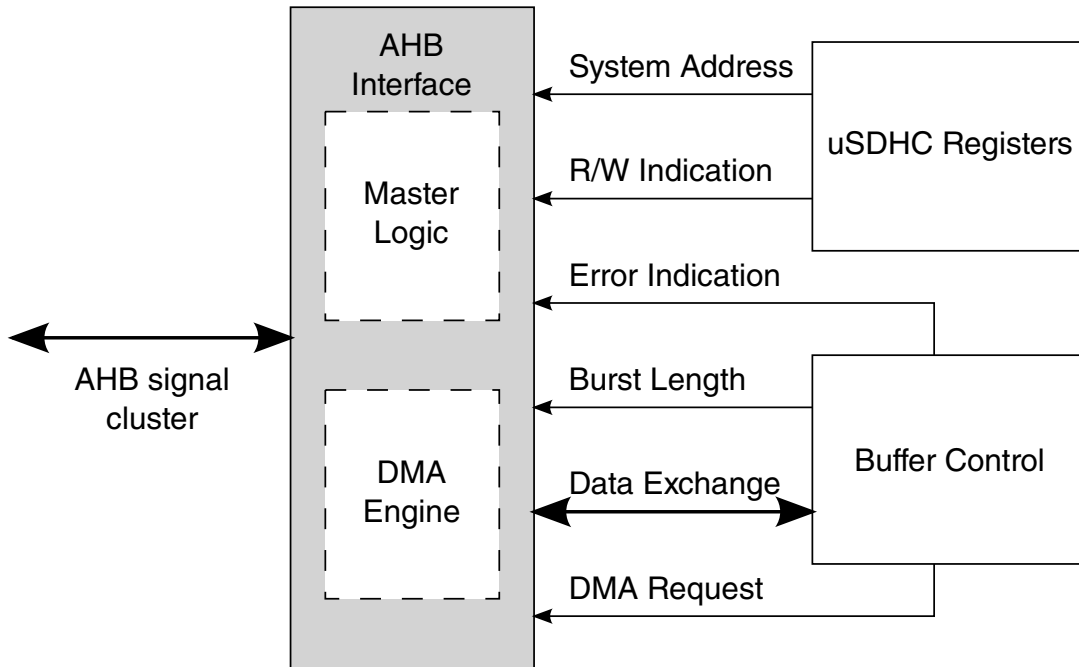 AHB
Interface
Master
Logic
DMA
Engine
AHB signal
cluster
System Address
R/W Indication
Error Indication
Burst Length
Data Exchange
DMA Request
uSDHC Registers
Buffer Control